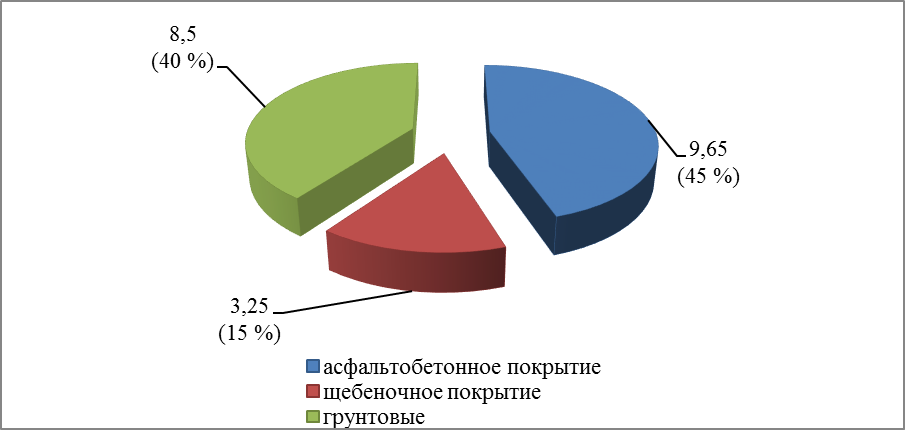 8,5
(40 %)
9,65
(45 %)
3,25
(15 %)
асфальтобетонное покрытие
щебеночное покрытие
грунтовые